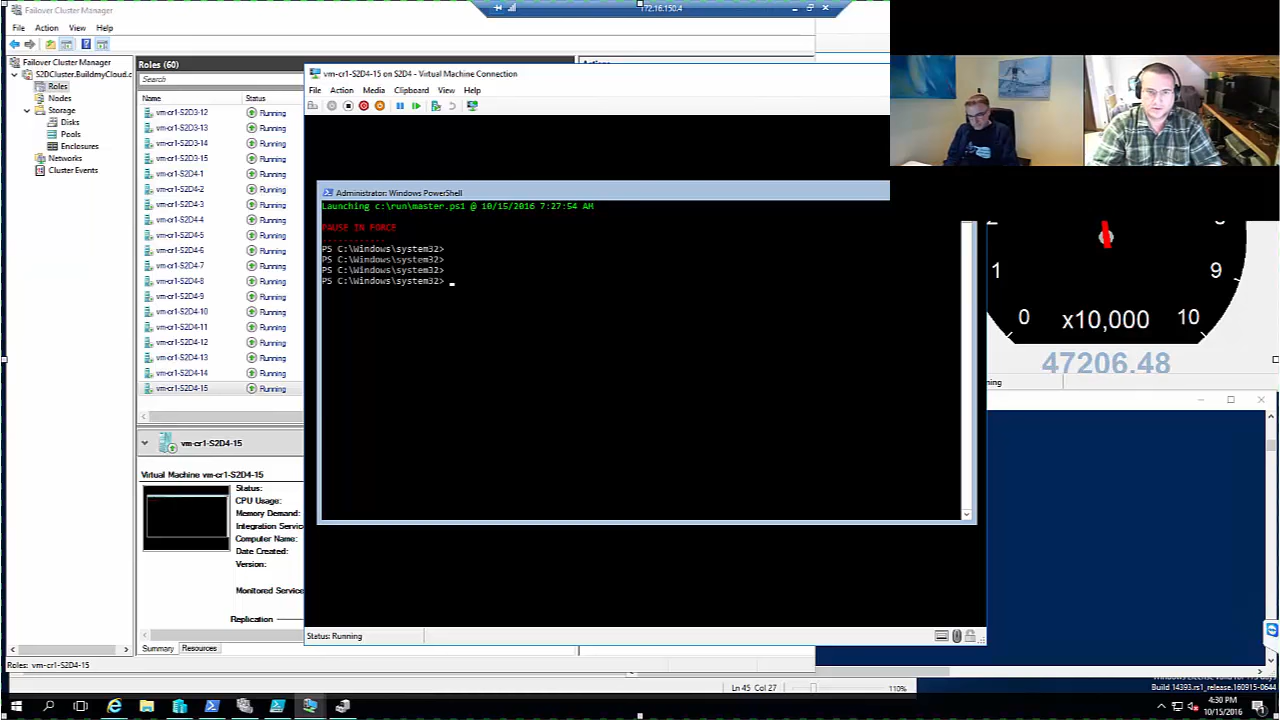 Failover Cluster Manager
172.16.150.4
File Action View Help
Failover Cluster Manager
S2DCluster.BuildmyCloud.c
Roles
Nodes
Storage
Disks
Pools
Enclosures
Networks
Cluster Events
Roles (60)
Search
Name Status
vm-cr1-S2D3-12 Running
vm-cr1-S2D3-13 Running
vm-cr1-S2D3-14 Running
vm-cr1-S2D3-15 Running
vm-cr1-S2D4-1 Running
vm-cr1-S2D4-2 Running
vm-cr1-S2D4-3 Running
vm-cr1-S2D4-4 Running
vm-cr1-S2D4-5 Running
vm-cr1-S2D4-6 Running
vm-cr1-S2D4-7 Running
vm-cr1-S2D4-8 Running
vm-cr1-S2D4-9 Running
vm-cr1-S2D4-10 Running
vm-cr1-S2D4-11 Running
vm-cr1-S2D4-12 Running
vm-cr1-S2D4-13 Running
vm-cr1-S2D4-14 Running
vm-cr1-S2D4-15 Running
vm-cr1-S2D4-15
Virtual Machine vm-cr1-S2D4-15
Status:
CPU Usage:
Memory Demand:
Integration Service
Computer Name:
Date Created:
Version:
Monitored Service
Replication
Summary Resources
Roles: vm-cr1-S2D4-15
vm-cr1-S2D4-15 on S2D4 - Virtual Machine Connection
File Action Media Clipboard View Help
Administrator: Windows PowerShell
Launching c:\run\master.ps1 @ 10/15/2016 7:27:54 AM
PAUSE IN FORCE
------------
PS C:\Windows\system32>
PS C:\Windows\system32>
PS C:\Windows\system32>
PS C:\Windows\system32> _
Status: Running
1 9
0 x10,000 10
47206.48
Ln 45 Col 27 110%
Build 14393.rs1_release.160915-0644
4:30 PM
10/15/2016